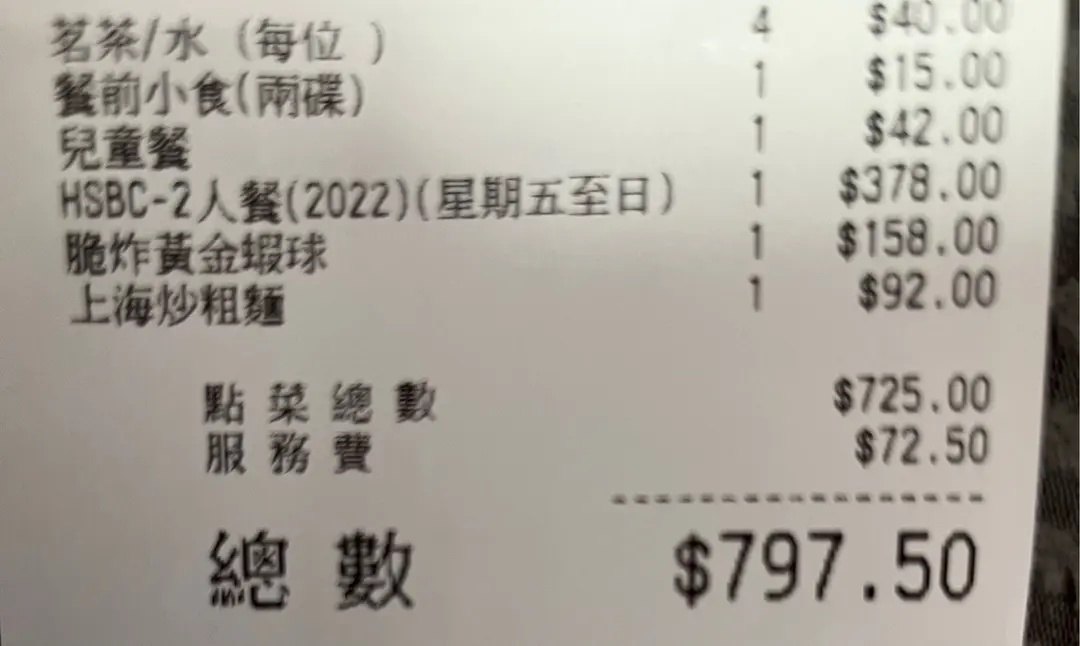 茗茶/水 (每位 ) 4 $40.00
餐前小食(兩碟) 1 $15.00
兒童餐 1 $42.00
HSBC-2人餐(2022)(星期五至日) 1 $378.00
脆炸黃金蝦球 1 $158.00
上海炒粗麵 1 $92.00
點菜總數 $725.00
服務費 $72.50
總數 $797.50